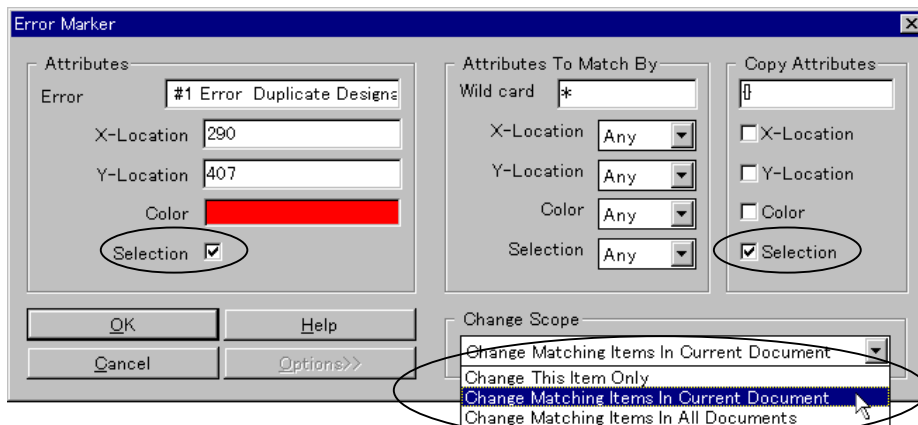 Error Marker
Attributes
Error #1 Error Duplicate Designa
X-Location 290
Y-Location 407
Color
Selection
OK
Help
Cancel
Options>>
Attributes To Match By
Wild card *
X-Location Any
Y-Location Any
Color Any
Selection Any
Copy Attributes
{}
X-Location
Y-Location
Color
Selection
Change Scope
Change Matching Items In Current Document
Change This Item Only
Change Matching Items In Current Document
Change Matching Items In All Documents